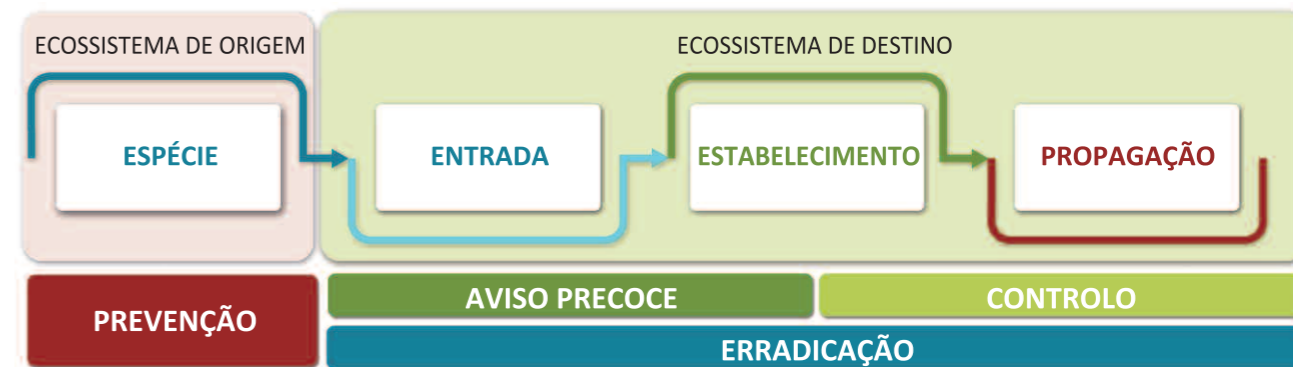 ECOSSISTEMA DE ORIGEM
ECOSSISTEMA DE DESTINO
ESPÉCIE
ENTRADA
ESTABELECIMENTO
PROPAGAÇÃO
PREVENÇÃO
AVISO PRECOCE
CONTROLO
ERRADICAÇÃO